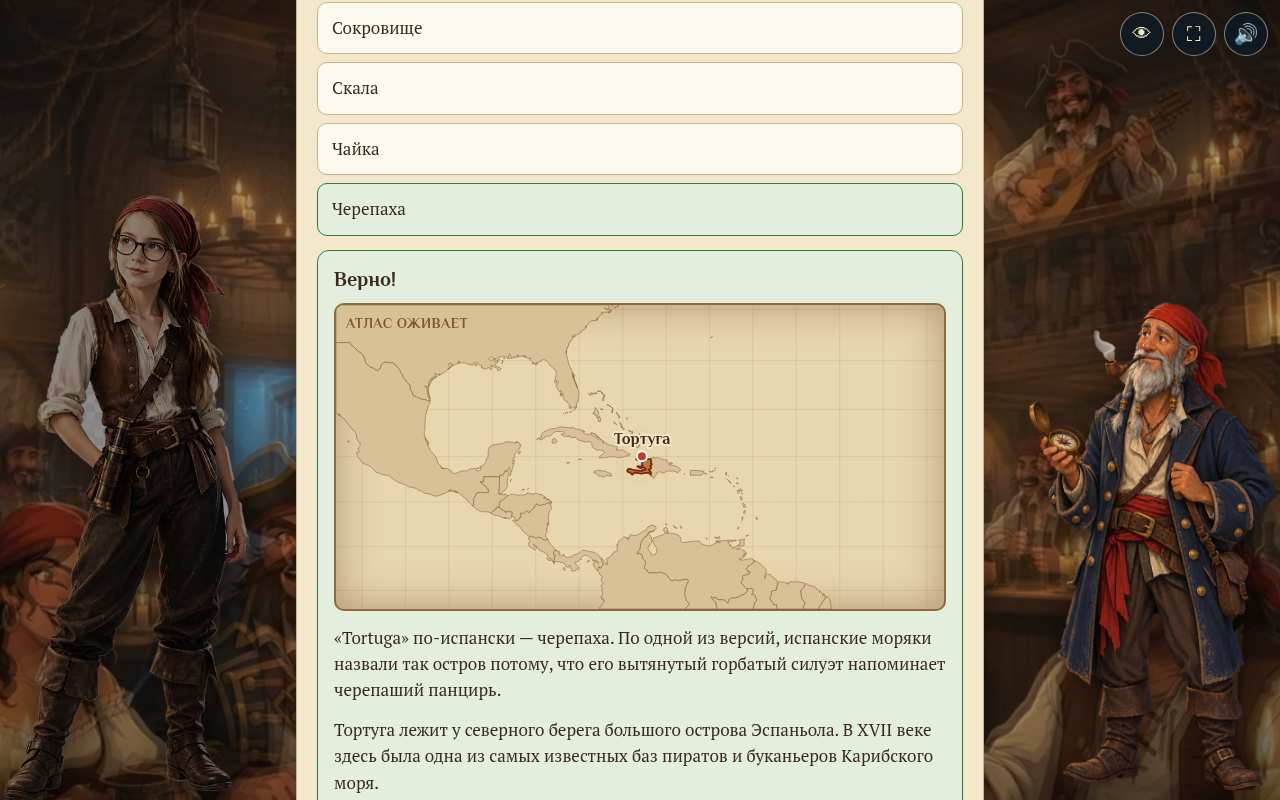 Сокровище
Скала
Чайка
Черепаха
Верно!
АТЛАС ОЖИВАЕТ
Тортуга
«Tortuga» по-испански — черепаха. По одной из версий, испанские моряки
назвали так остров потому, что его вытянутый горбатый силуэт напоминает
черепаший панцирь.
Тортуга лежит у северного берега большого острова Эспаньола. В XVII веке
здесь была одна из самых известных баз пиратов и буканьеров Карибского
моря.